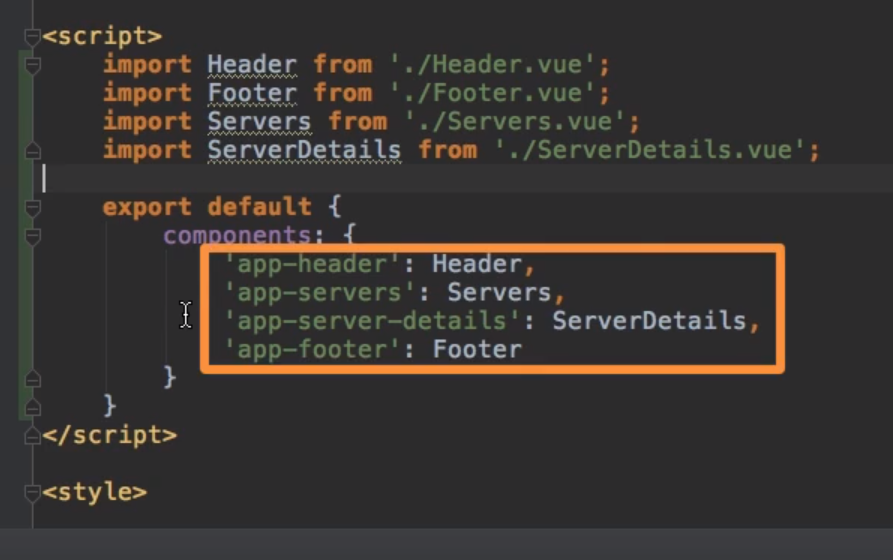 <script>
import Header from './Header.vue';
import Footer from './Footer.vue';
import Servers from './Servers.vue';
import ServerDetails from './ServerDetails.vue';
export default {
components: {
'app-header': Header,
'app-servers': Servers,
'app-server-details': ServerDetails,
'app-footer': Footer
}
}
</script>
<style>